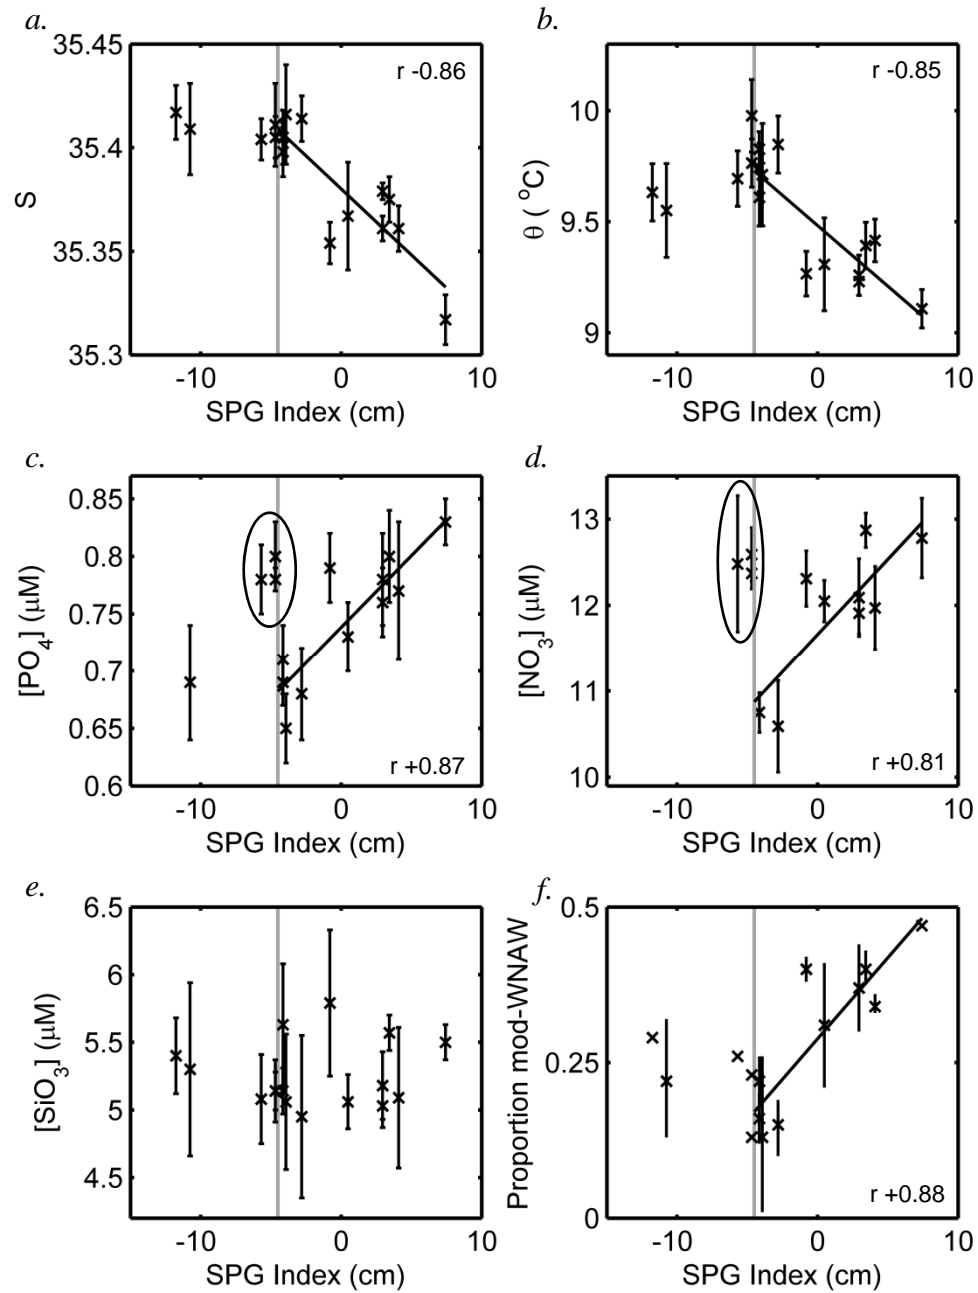 a.
35.45
35.4
35.35
35.3
S
r -0.86
-10 0 10
SPG Index (cm)
b.
10
9.5
9
θ ( °C)
r -0.85
-10 0 10
SPG Index (cm)
c.
0.85
0.8
0.75
0.7
0.65
0.6
[PO4] (μM)
r +0.87
-10 0 10
SPG Index (cm)
d.
13
12
11
10
[NO3] (μM)
r +0.81
-10 0 10
SPG Index (cm)
e.
6.5
6
5.5
5
4.5
[SiO3] (μM)
-10 0 10
SPG Index (cm)
f.
0.5
0.25
0
Proportion mod-WNAW
r +0.88
-10 0 10
SPG Index (cm)